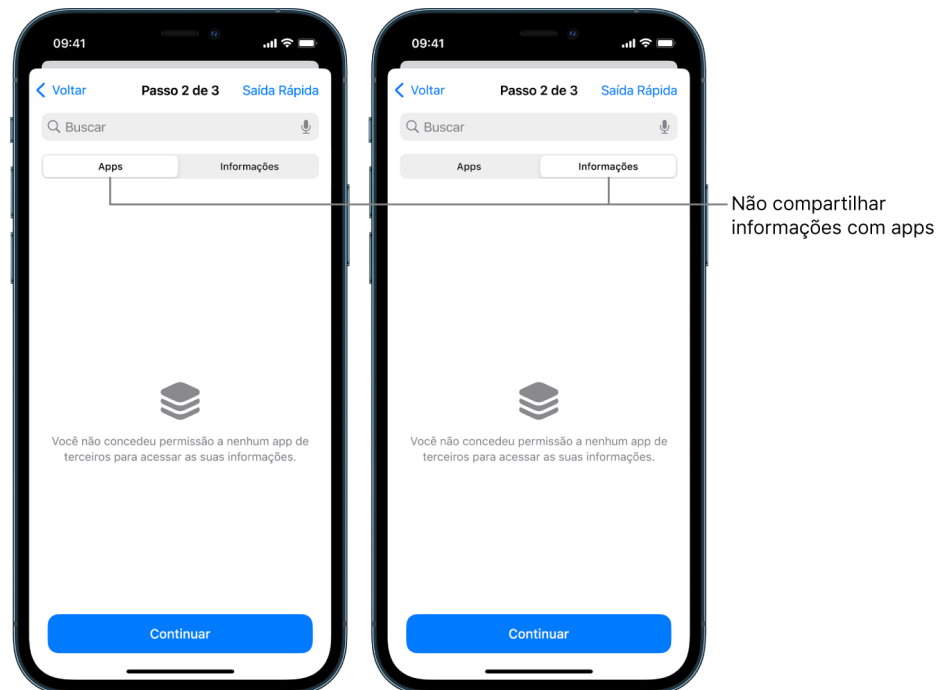 09:41
Voltar
Passo 2 de 3
Saída Rápida
Buscar
Apps
Informações
Você não concedeu permissão a nenhum app de
terceiros para acessar as suas informações.
Continuar
09:41
Voltar
Passo 2 de 3
Saída Rápida
Buscar
Apps
Informações
Você não concedeu permissão a nenhum app de
terceiros para acessar as suas informações.
Continuar
Não compartilhar
informações com apps